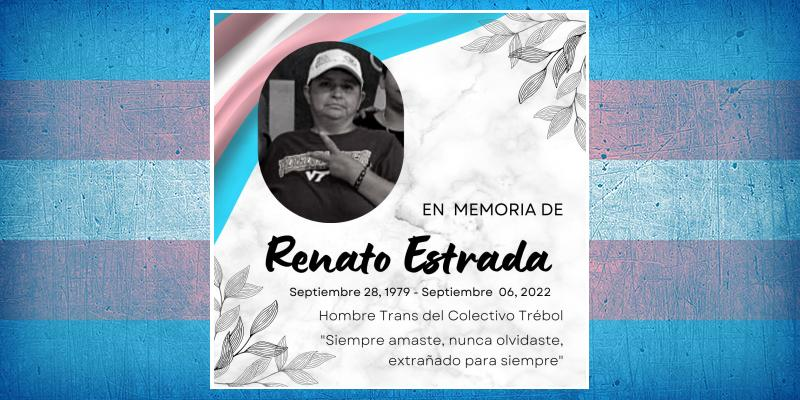 VT
EN MEMORIA DE
Renato Estrada
Septiembre 28, 1979 - Septiembre 06, 2022
Hombre Trans del Colectivo Trébol
"Siempre amaste, nunca olvidaste,
extrañado para siempre"